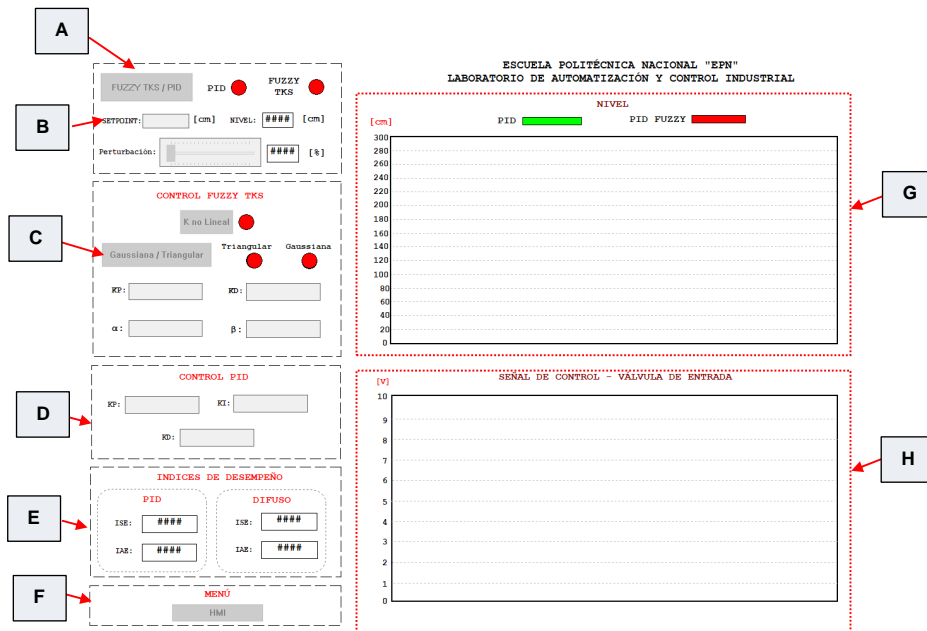 A
B
C
D
E
F
G
H
FUZZY TKS / PID
PID
FUZZY
TKS
SETPOINT:
[cm]
NIVEL:
####
[cm]
Perturbación:
####
[%]
CONTROL FUZZY TKS
K no Lineal
Gaussiana / Triangular
Triangular
Gaussiana
KP:
KD:
α:
β:
CONTROL PID
KP:
KI:
KD:
INDICES DE DESEMPEÑO
PID
ISE:
####
IAE:
####
DIFUSO
ISE:
####
IAE:
####
MENÚ
HMI
ESCUELA POLITÉCNICA NACIONAL "EPN"
LABORATORIO DE AUTOMATIZACIÓN Y CONTROL INDUSTRIAL
NIVEL
[cm]
PID
PID FUZZY
300
280
260
240
220
200
180
160
140
120
100
80
60
40
20
0
SEÑAL DE CONTROL - VÁLVULA DE ENTRADA
[V]
10
9
8
7
6
5
4
3
2
1
0